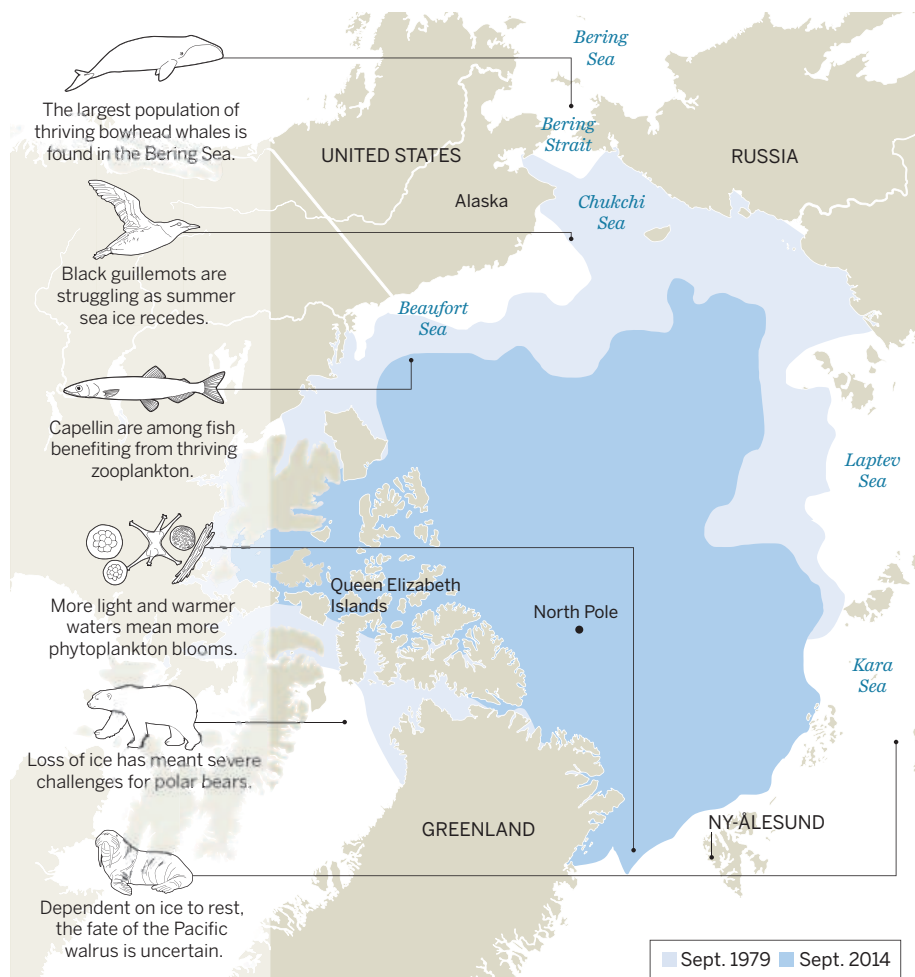 Bering
Sea
The largest population of
thriving bowhead whales is
found in the Bering Sea.
Bering
Strait
UNITED STATES
RUSSIA
Alaska
Chukchi
Sea
Black guillemots are
struggling as summer
sea ice recedes.
Beaufort
Sea
Capellin are among fish
benefiting from thriving
zooplankton.
Laptev
Sea
Queen Elizabeth
Islands
North Pole
More light and warmer
waters mean more
phytoplankton blooms.
Kara
Sea
Loss of ice has meant severe
challenges for polar bears.
GREENLAND
NY-ÅLESUND
Dependent on ice to rest,
the fate of the Pacific
walrus is uncertain.
Sept. 1979 Sept. 2014